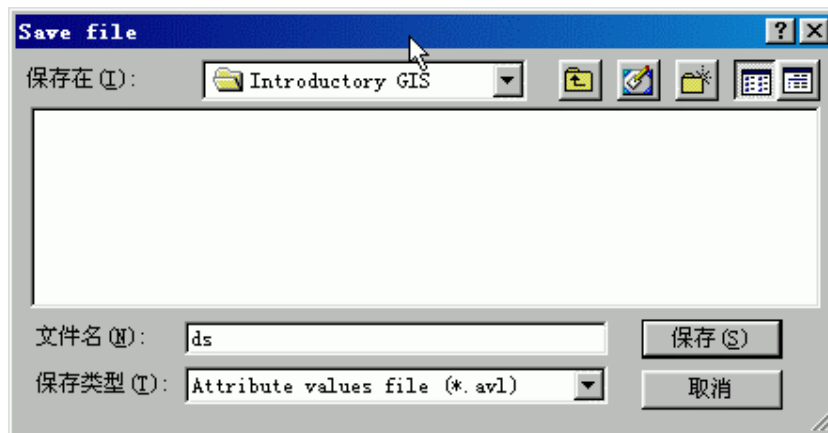 Save file
保存在(I):
Introductory GIS
文件名(N):
ds
保存(S)
保存类型(T):
Attribute values file (*.avl)
取消